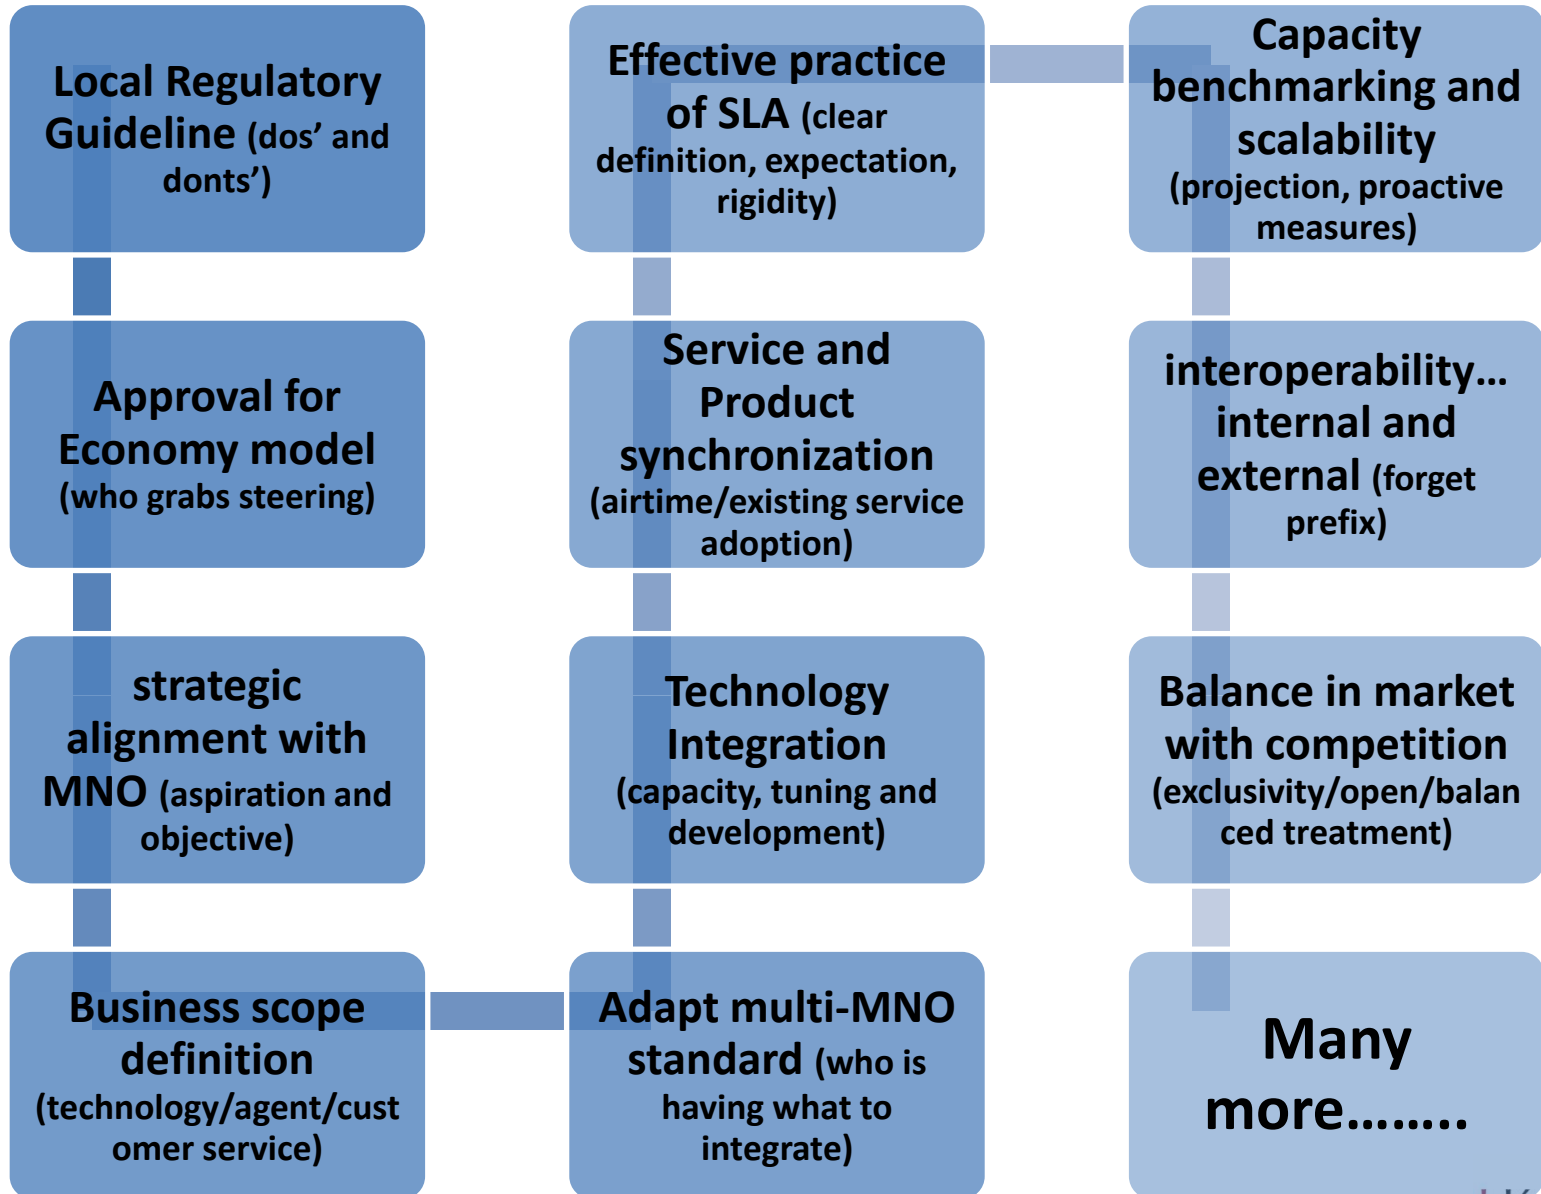 Local Regulatory
Guideline (dos' and
donts')
Approval for
Economy model
(who grabs steering)
strategic
alignment with
MNO (aspiration and
objective)
Business scope
definition
(technology/agent/cust
omer service)
Adapt multi-MNO
standard (who is
having what to
integrate)
Technology
Integration
(capacity, tuning and
development)
Service and
Product
synchronization
(airtime/existing service
adoption)
Effective practice
of SLA (clear
definition, expectation,
rigidity)
Capacity
benchmarking and
scalability
(projection, proactive
measures)
interoperability…
internal and
external (forget
prefix)
Balance in market
with competition
(exclusivity/open/balan
ced treatment)
Many
more……..